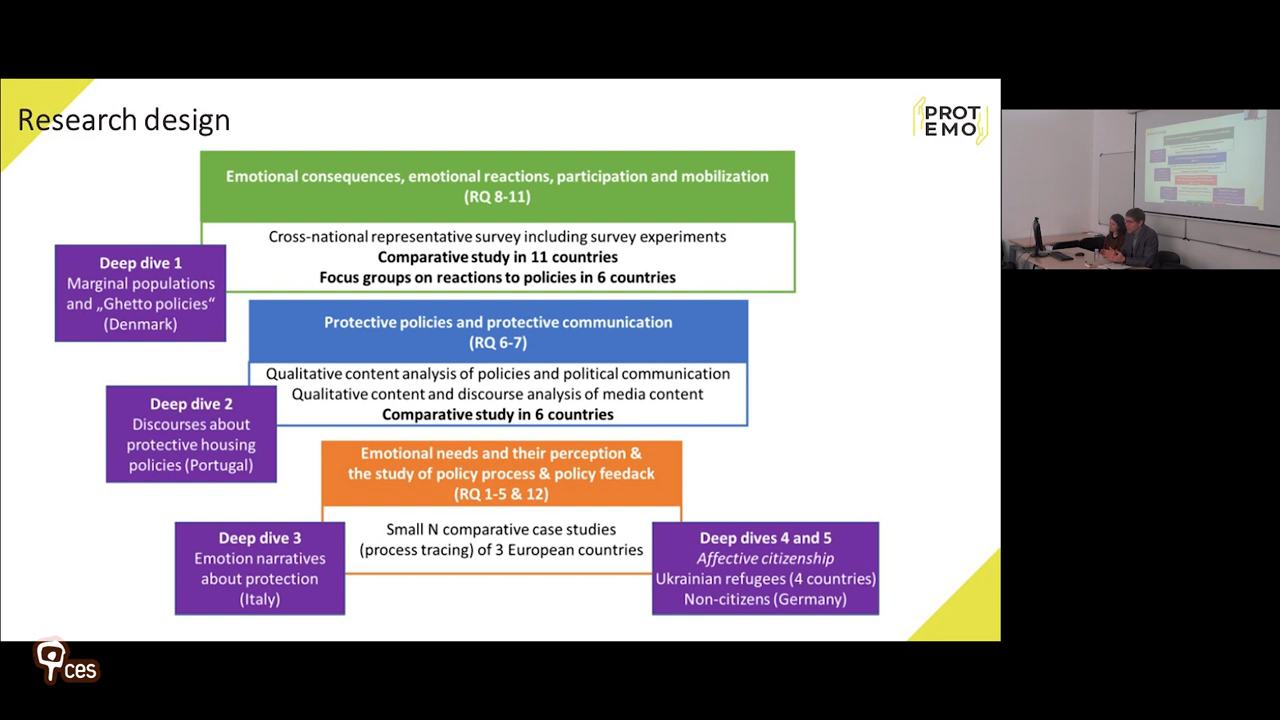 Research design
PROT
EMO
Emotional consequences, emotional reactions, participation and mobilization
(RQ 8-11)
Cross-national representative survey including survey experiments
Comparative study in 11 countries
Focus groups on reactions to policies in 6 countries
Deep dive 1
Marginal populations
and „Ghetto policies“
(Denmark)
Protective policies and protective communication
(RQ 6-7)
Qualitative content analysis of policies and political communication
Qualitative content and discourse analysis of media content
Comparative study in 6 countries
Deep dive 2
Discourses about
protective housing
policies (Portugal)
Emotional needs and their perception &
the study of policy process & policy feedack
(RQ 1-5 & 12)
Small N comparative case studies
(process tracing) of 3 European countries
Deep dive 3
Emotion narratives
about protection
(Italy)
Deep dives 4 and 5
Affective citizenship
Ukrainian refugees (4 countries)
Non-citizens (Germany)
ces